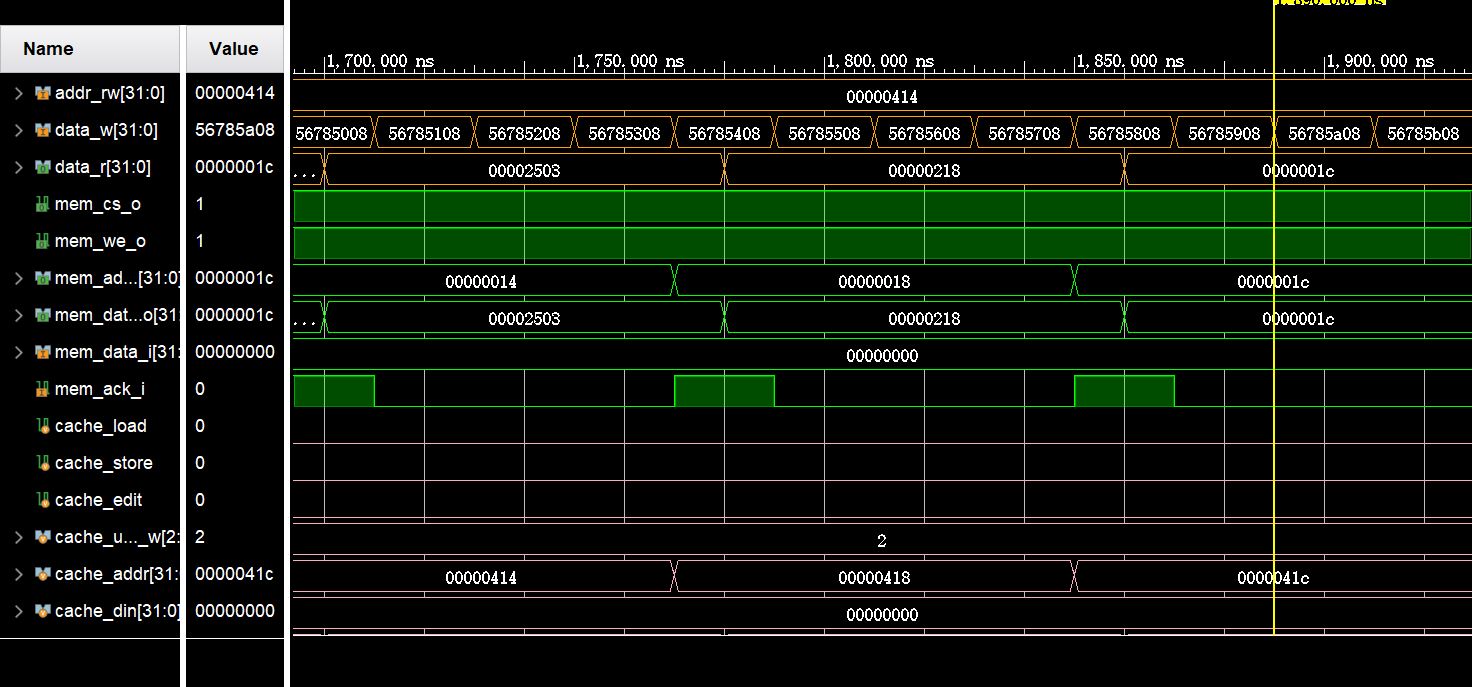 1,890.000 ns
Name Value
1,700.000 ns 1,750.000 ns 1,800.000 ns 1,850.000 ns 1,900.000 ns
addr_rw[31:0] 00000414 00000414
data_w[31:0] 56785a08 56785008 56785108 56785208 56785308 56785408 56785508 56785608 56785708 56785808 56785908 56785a08 56785b08
data_r[31:0] 0000001c ... 00002503 00000218 0000001c
mem_cs_o 1
mem_we_o 1
mem_ad...[31:0] 0000001c 00000014 00000018 0000001c
mem_dat...o[31: 0000001c ... 00002503 00000218 0000001c
mem_data_i[31: 00000000 00000000
mem_ack_i 0
cache_load 0
cache_store 0
cache_edit 0
cache_u..._w[2: 2 2
cache_addr[31: 0000041c 00000414 00000418 0000041c
cache_din[31:0] 00000000 00000000